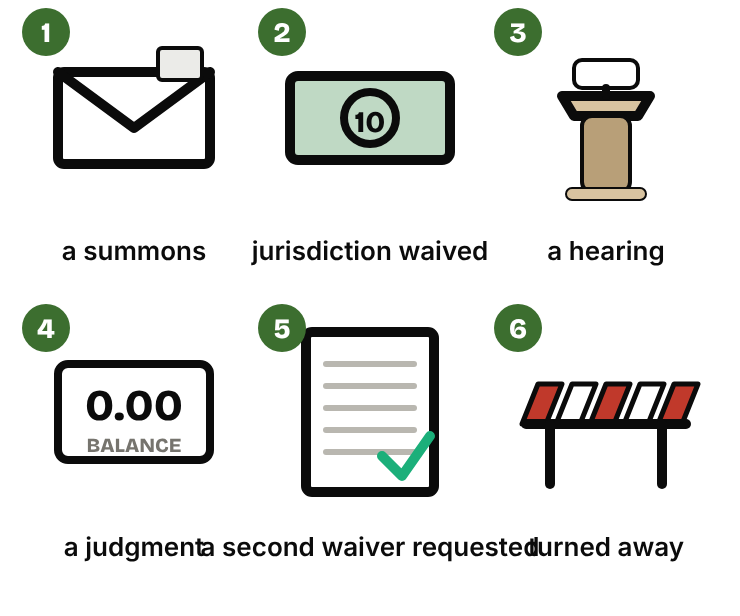 1
2
3
10
a summons
jurisdiction waived
a hearing
4
5
6
0.00
BALANCE
a judgment
a second waiver requested
turned away